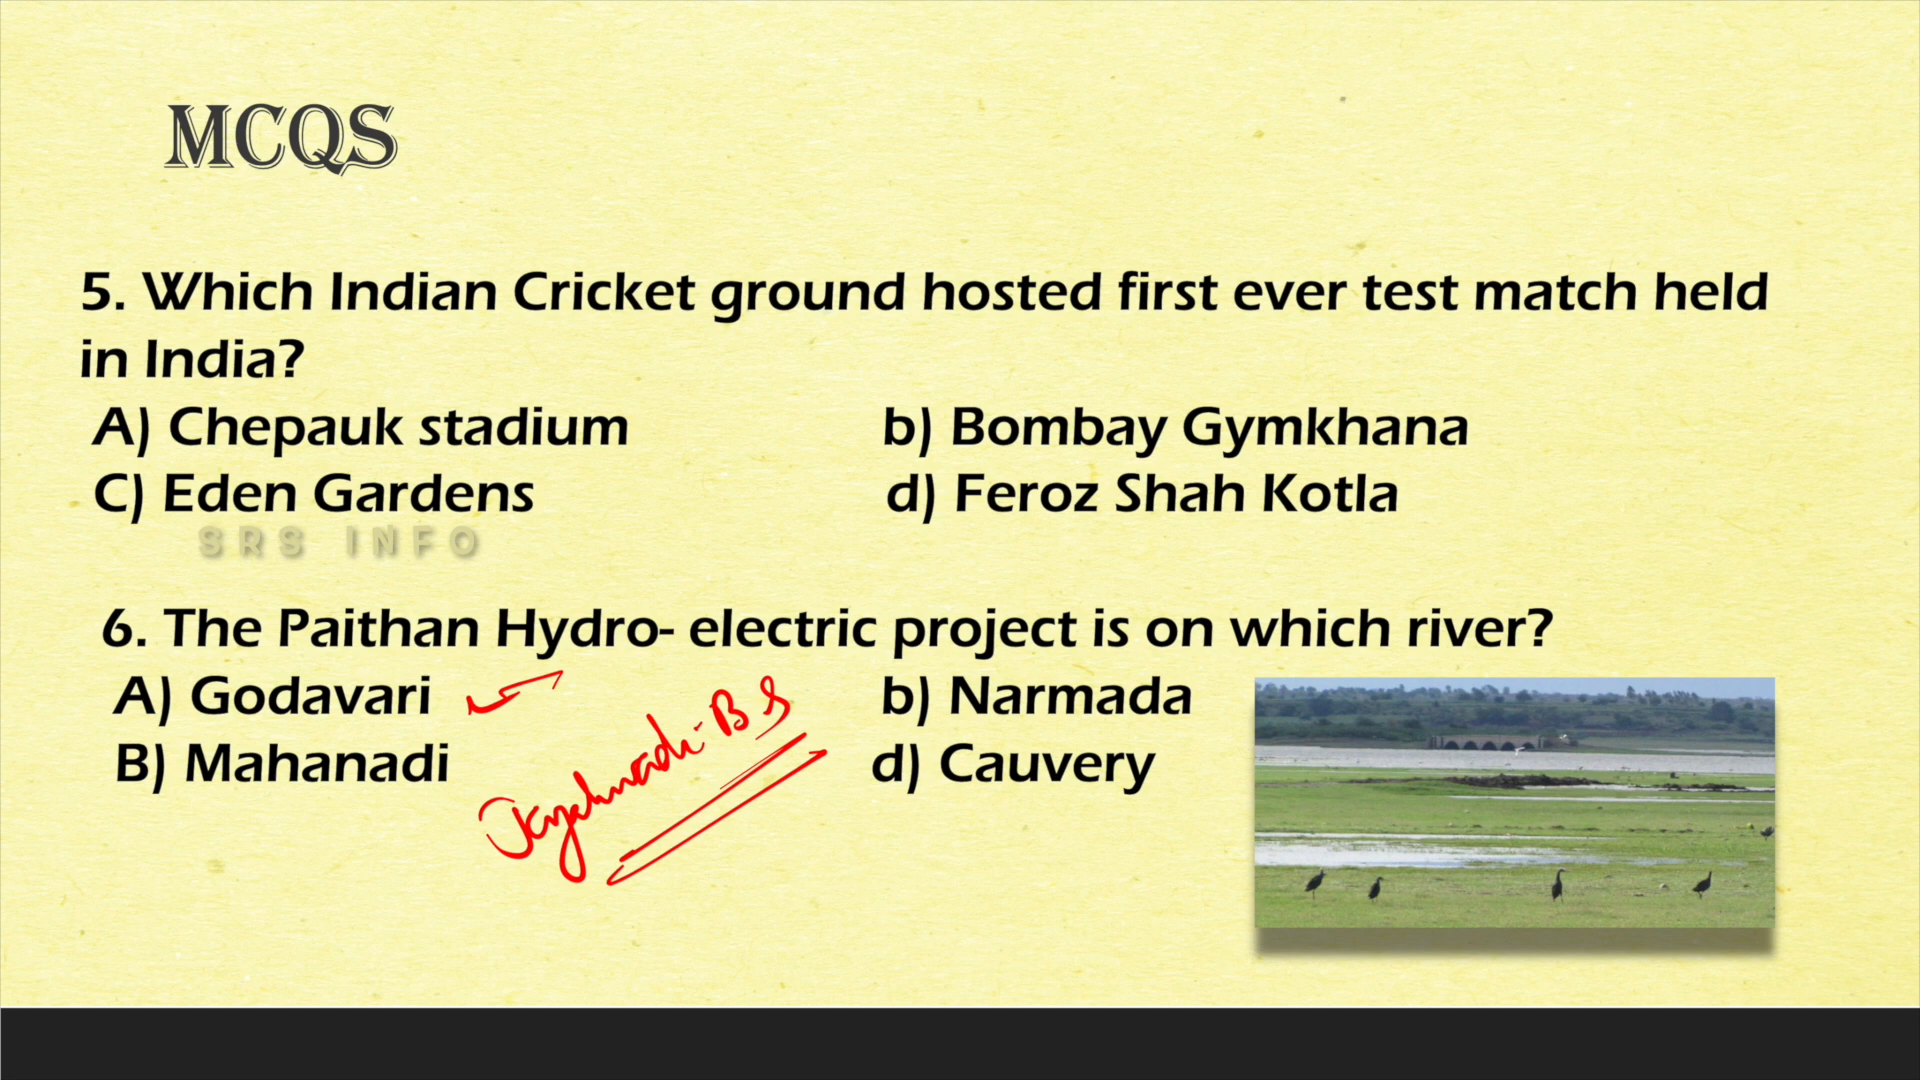 MCQS
5. Which Indian Cricket ground hosted first ever test match held
in India?
A) Chepauk stadium b) Bombay Gymkhana
C) Eden Gardens d) Feroz Shah Kotla
SRS INFO
6. The Paithan Hydro- electric project is on which river?
A) Godavari b) Narmada
B) Mahanadi d) Cauvery